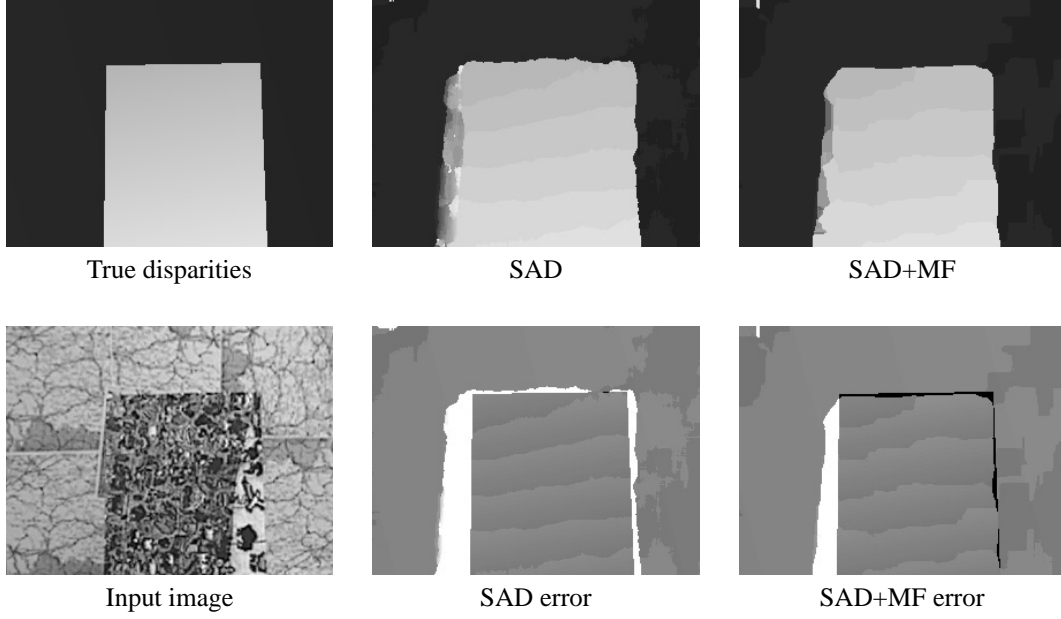 True disparities
SAD
SAD+MF
Input image
SAD error
SAD+MF error